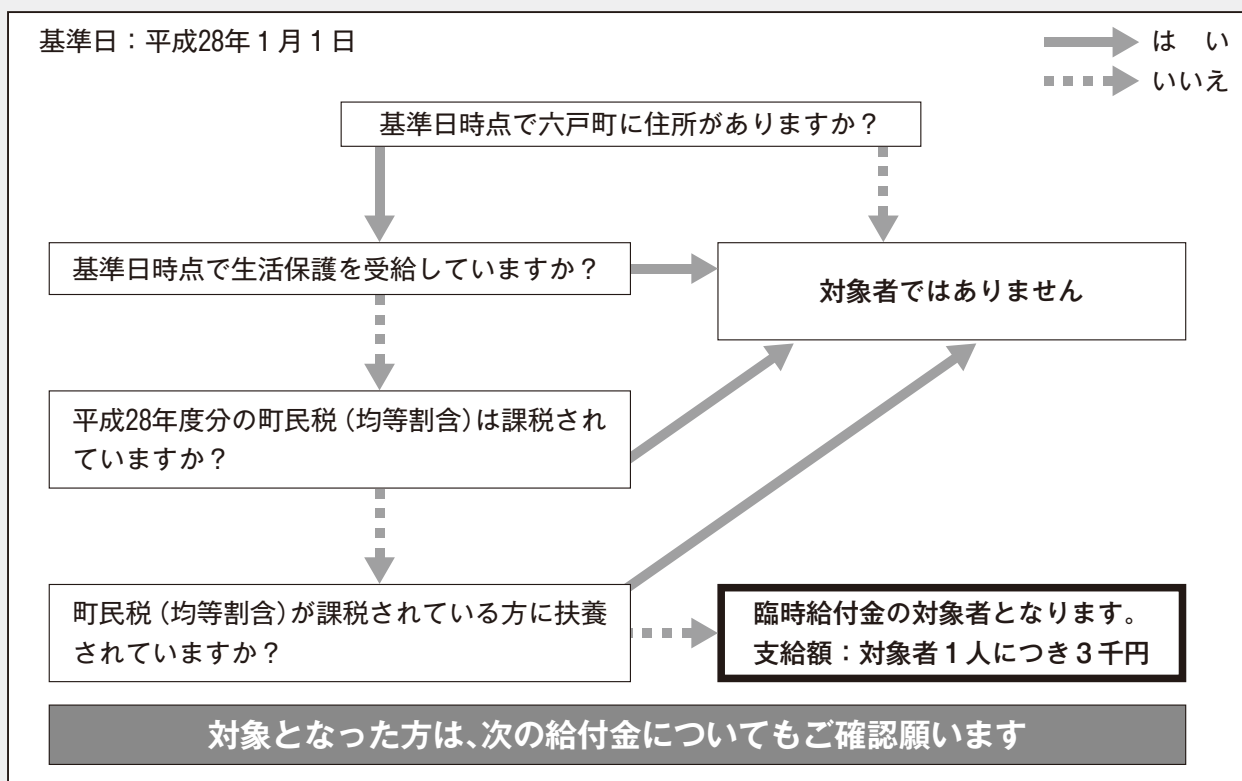 基準日：平成28年１月１日
は　い
いいえ
基準日時点で六戸町に住所がありますか？
基準日時点で生活保護を受給していますか？
対象者ではありません
平成28年度分の町民税（均等割含）は課税され
ていますか？
町民税（均等割含）が課税されている方に扶養
されていますか？
臨時給付金の対象者となります。
支給額：対象者１人につき３千円
対象となった方は、次の給付金についてもご確認願います